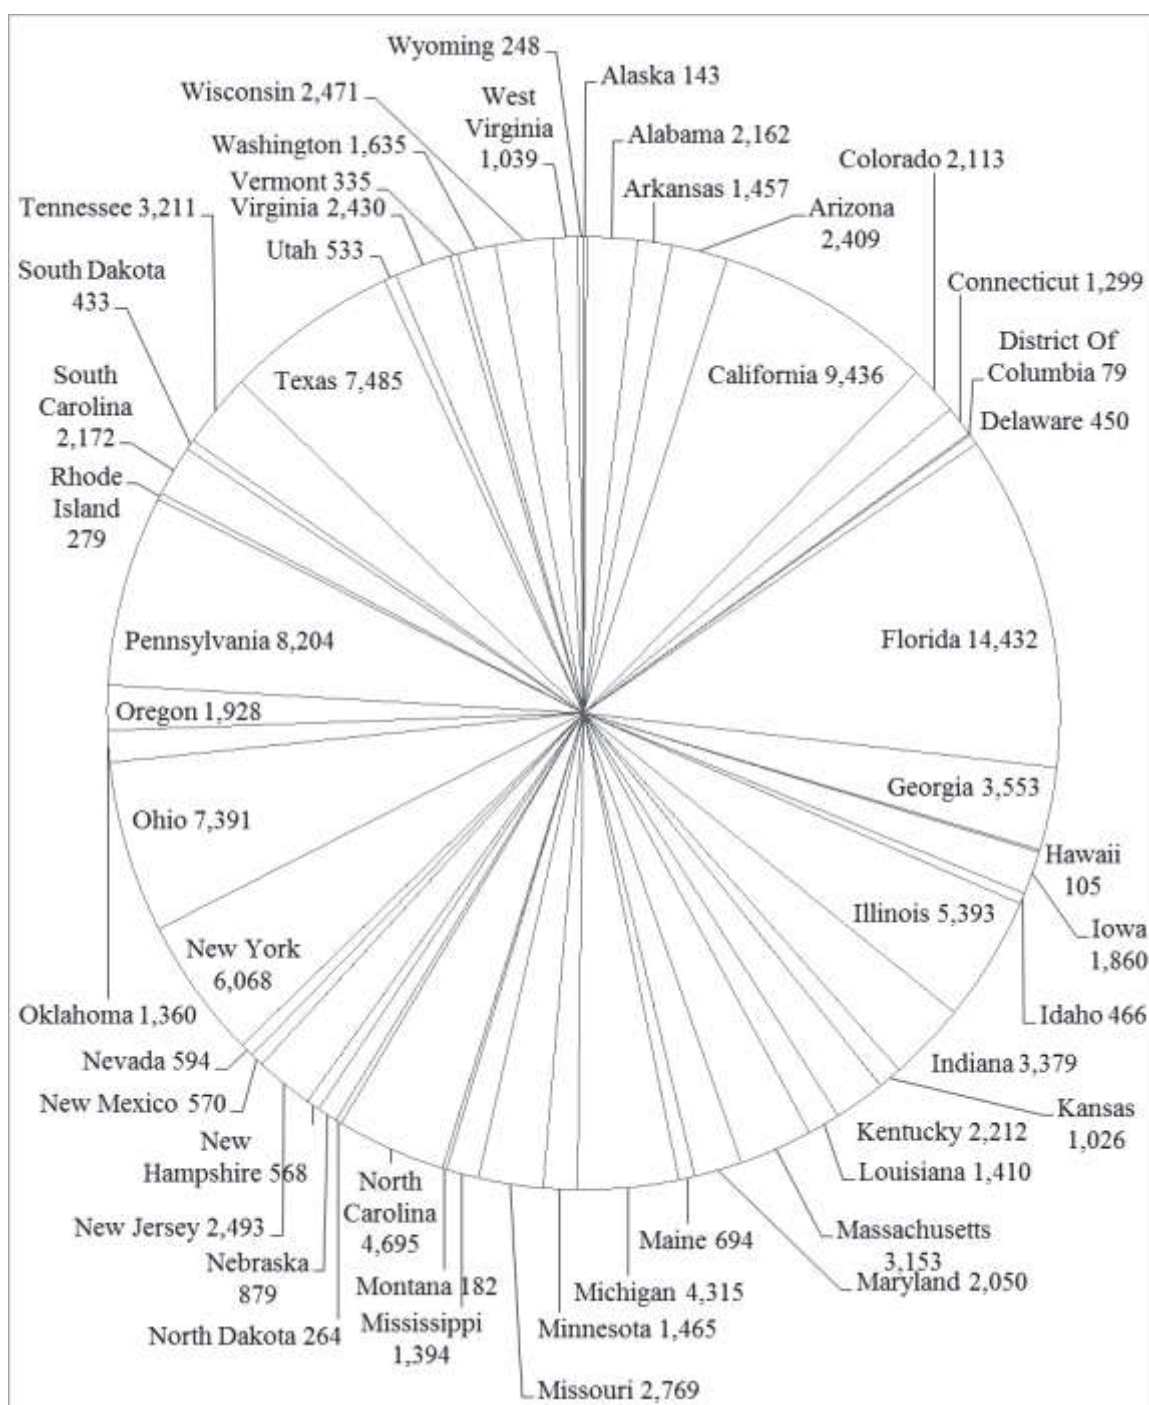 Wyoming 248
Alaska 143
Wisconsin 2,471
West
Virginia
1,039
Alabama 2,162
Washington 1,635
Colorado 2,113
Vermont 335
Arkansas 1,457
Tennessee 3,211
Virginia 2,430
Arizona
2,409
Utah 533
South Dakota
433
Connecticut 1,299
District Of
Columbia 79
South
Carolina
2,172
Texas 7,485
California 9,436
Delaware 450
Rhode
Island
279
Pennsylvania 8,204
Florida 14,432
Oregon 1,928
Georgia 3,553
Ohio 7,391
Hawaii
105
Illinois 5,393
Iowa
1,860
New York
6,068
Oklahoma 1,360
Idaho 466
Nevada 594
Indiana 3,379
New Mexico 570
Kansas
1,026
New
Hampshire 568
Kentucky 2,212
Louisiana 1,410
North
Carolina
4,695
New Jersey 2,493
Massachusetts
3,153
Maine 694
Nebraska
879
Montana 182
Maryland 2,050
Michigan 4,315
North Dakota 264
Mississippi
1,394
Minnesota 1,465
Missouri 2,769